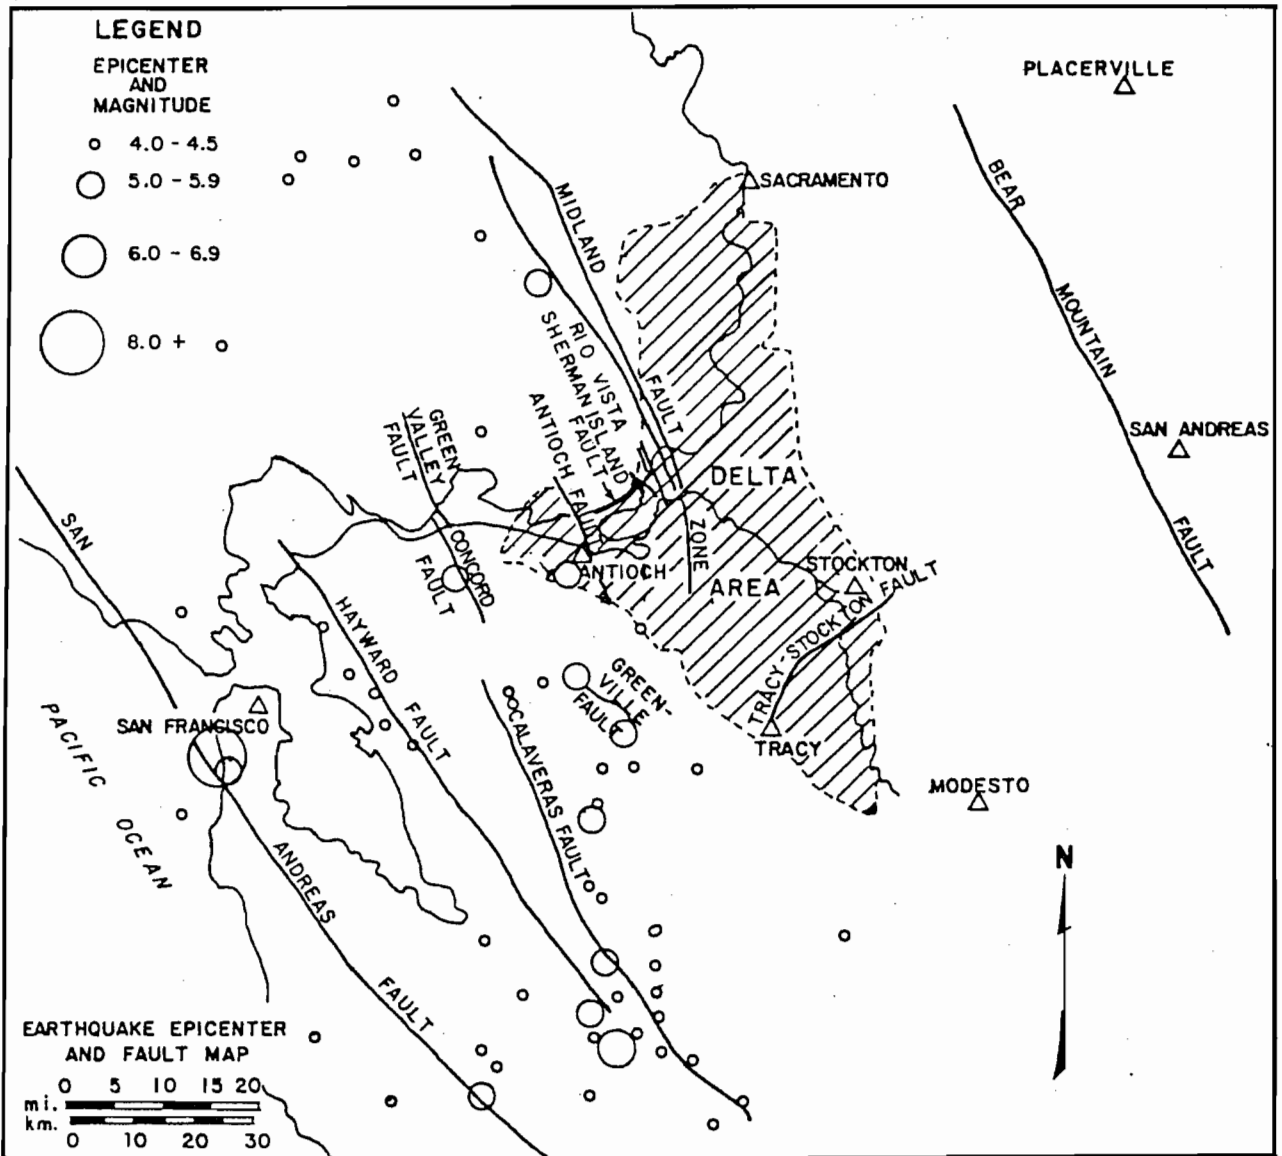 LEGEND
EPICENTER
AND
MAGNITUDE
4.0 - 4.5
5.0 - 5.9
6.0 - 6.9
8.0 +
PLACERVILLE
SACRAMENTO
BEAR
MOUNTAIN
FAULT
SAN ANDREAS
MIDLAND
FAULT
ZONE
RIO VISTA
SHERMAN ISLAND
FAULT
ANTIOCH FAULT
GREEN
VALLEY
FAULT
CONCORD
FAULT
DELTA
AREA
ANTIOCH
STOCKTON
TRACY-STOCKTON FAULT
TRACY
MODESTO
SAN
ANDREAS
FAULT
HAYWARD
FAULT
CALAVERAS FAULT
GREEN-
VILLE
FAULT
SAN FRANCISCO
PACIFIC
OCEAN
N
EARTHQUAKE EPICENTER
AND FAULT MAP
0 5 10 15 20
mi.
km.
0 10 20 30